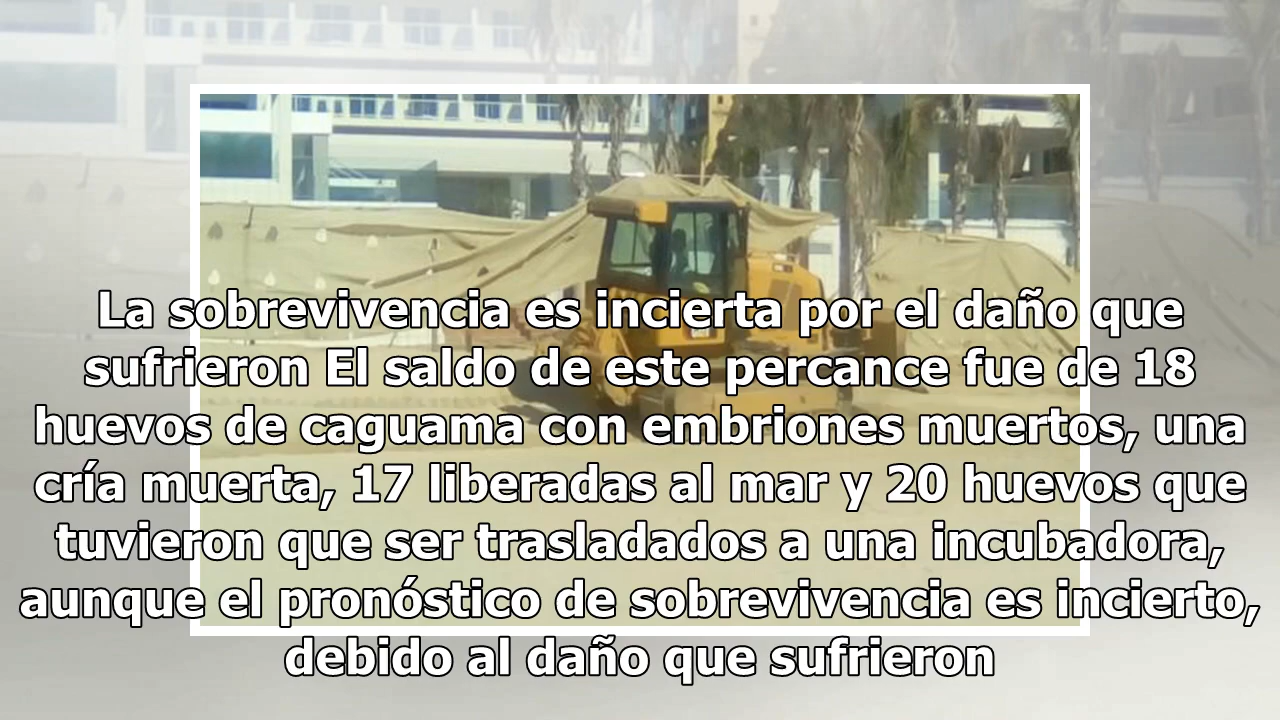 La sobrevivencia es incierta por el daño que
sufrieron El saldo de este percance fue de 18
huevos de caguama con embriones muertos, una
cría muerta, 17 liberadas al mar y 20 huevos que
tuvieron que ser trasladados a una incubadora,
aunque el pronóstico de sobrevivencia es incierto,
debido al daño que sufrieron